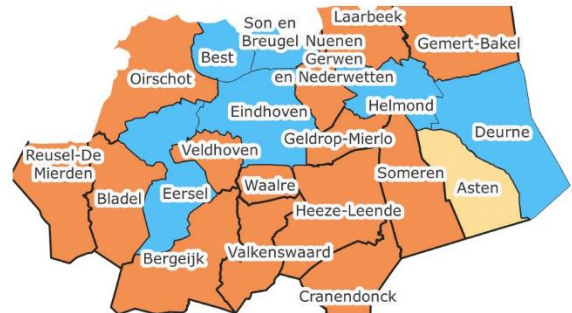 Laarbeek
Son en
Breugel
Nuenen
Gerwen
en Nederwetten
Gemert-Bakel
Best
Oirschot
Helmond
Eindhoven
Deurne
Geldrop-Mierlo
Veldhoven
Reusel-De
Mierden
Someren
Eersel
Waalre
Asten
Bladel
Heeze-Leende
Bergeijk
Valkenswaard
Cranendonck